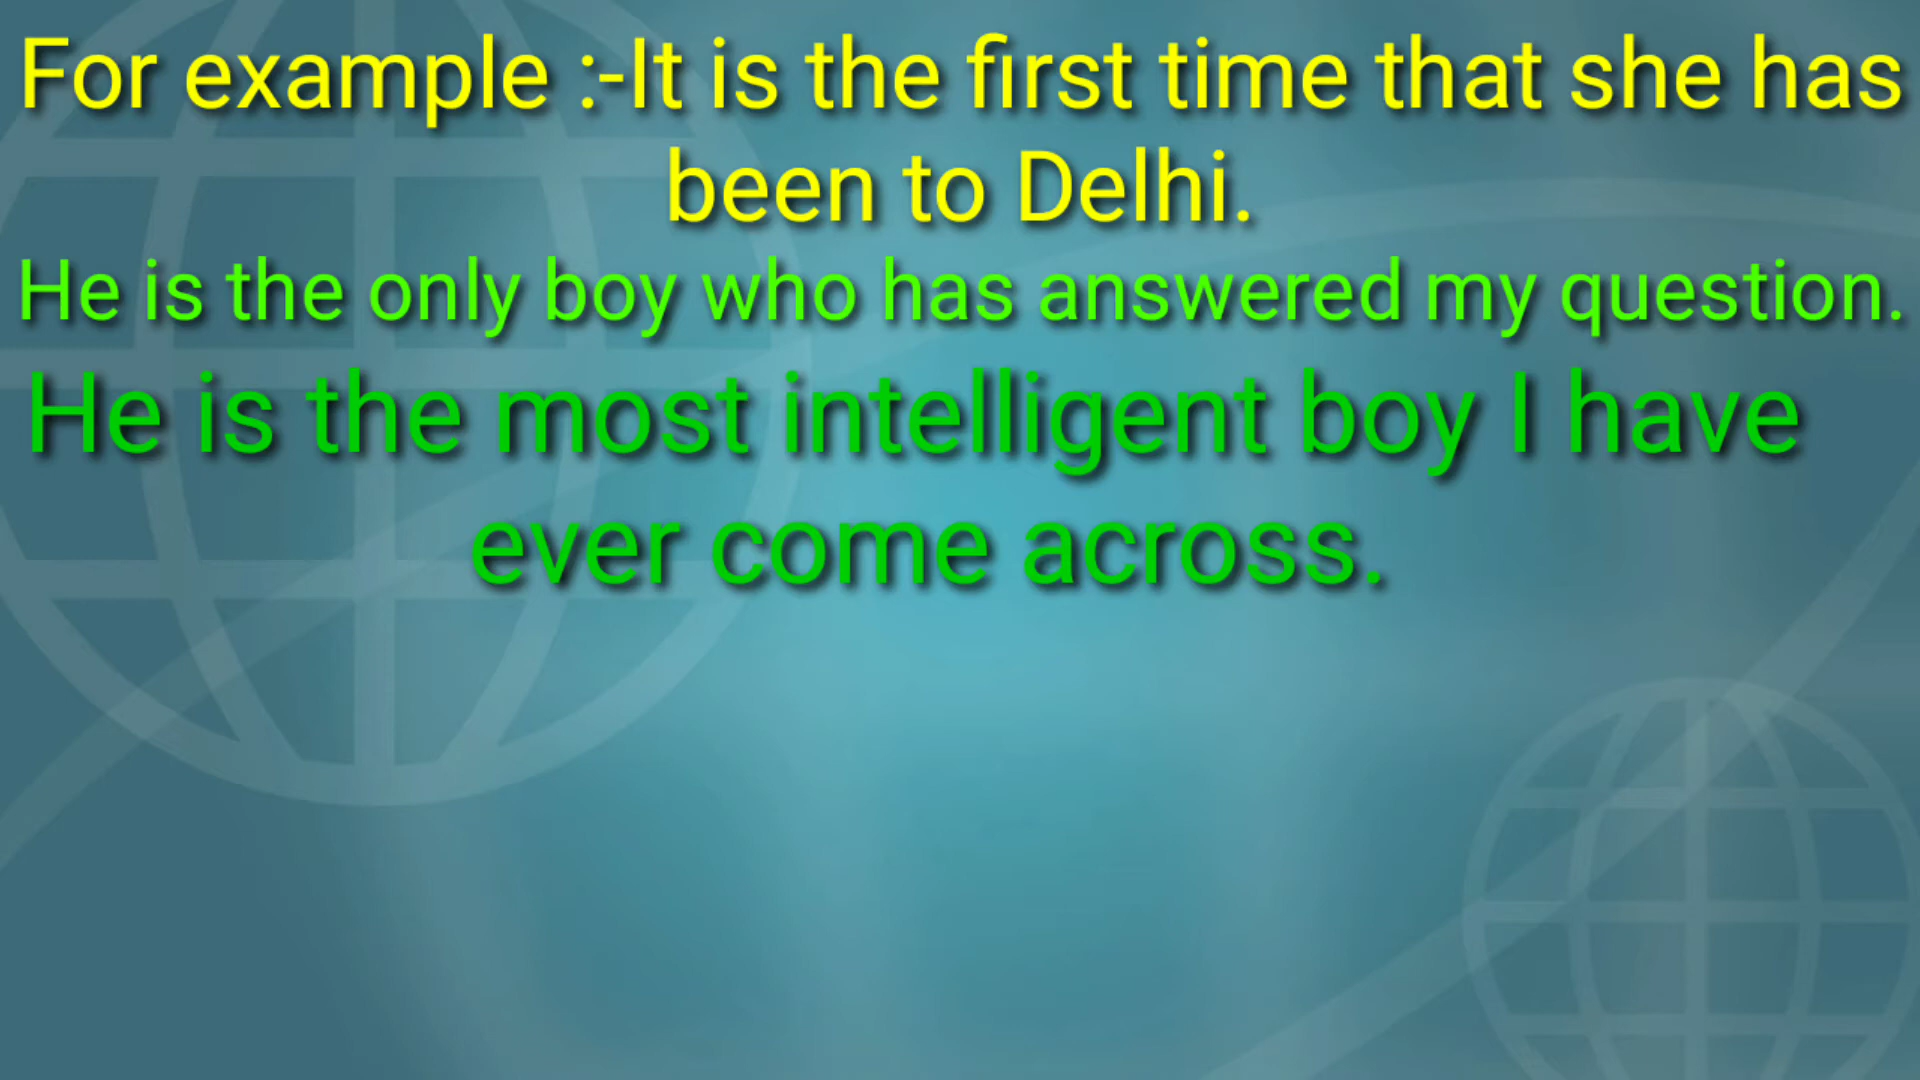 For example :-It is the first time that she has
been to Delhi.
He is the only boy who has answered my question.
He is the most intelligent boy I have
ever come across.